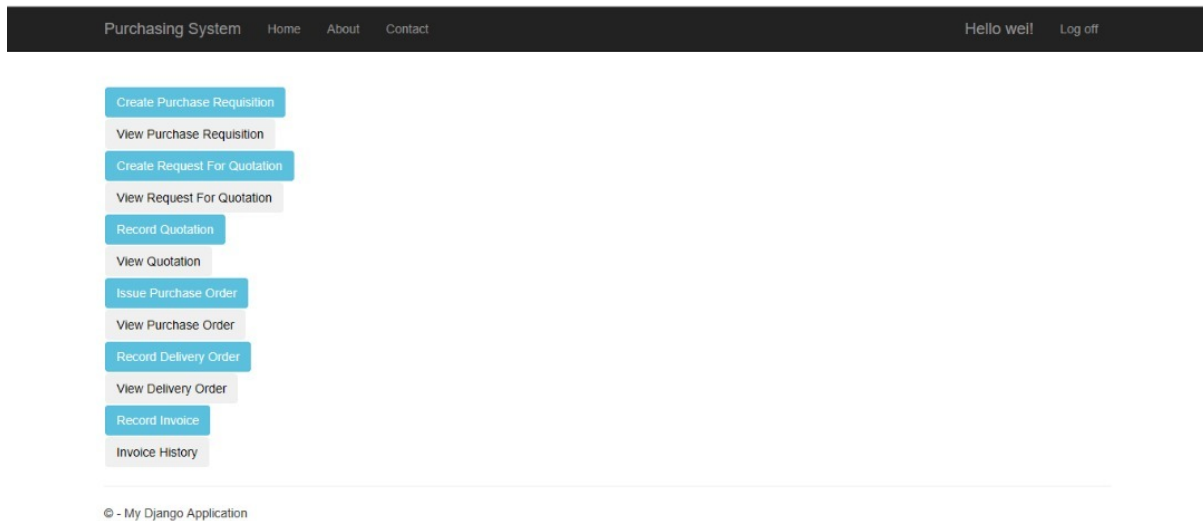 Purchasing System Home About Contact Hello wei! Log off
Create Purchase Requisition
View Purchase Requisition
Create Request For Quotation
View Request For Quotation
Record Quotation
View Quotation
Issue Purchase Order
View Purchase Order
Record Delivery Order
View Delivery Order
Record Invoice
Invoice History
© - My Django Application